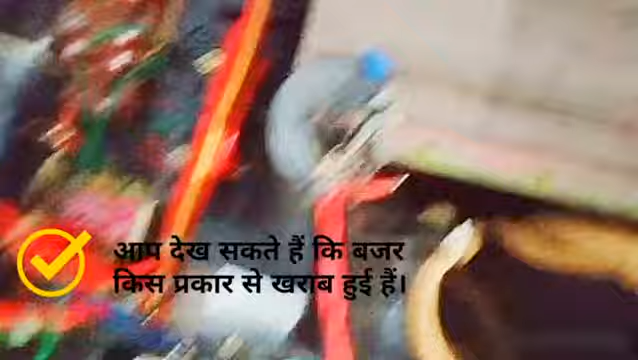 आप देख सकते हैं कि बजर
किस प्रकार से खराब हुई हैं।